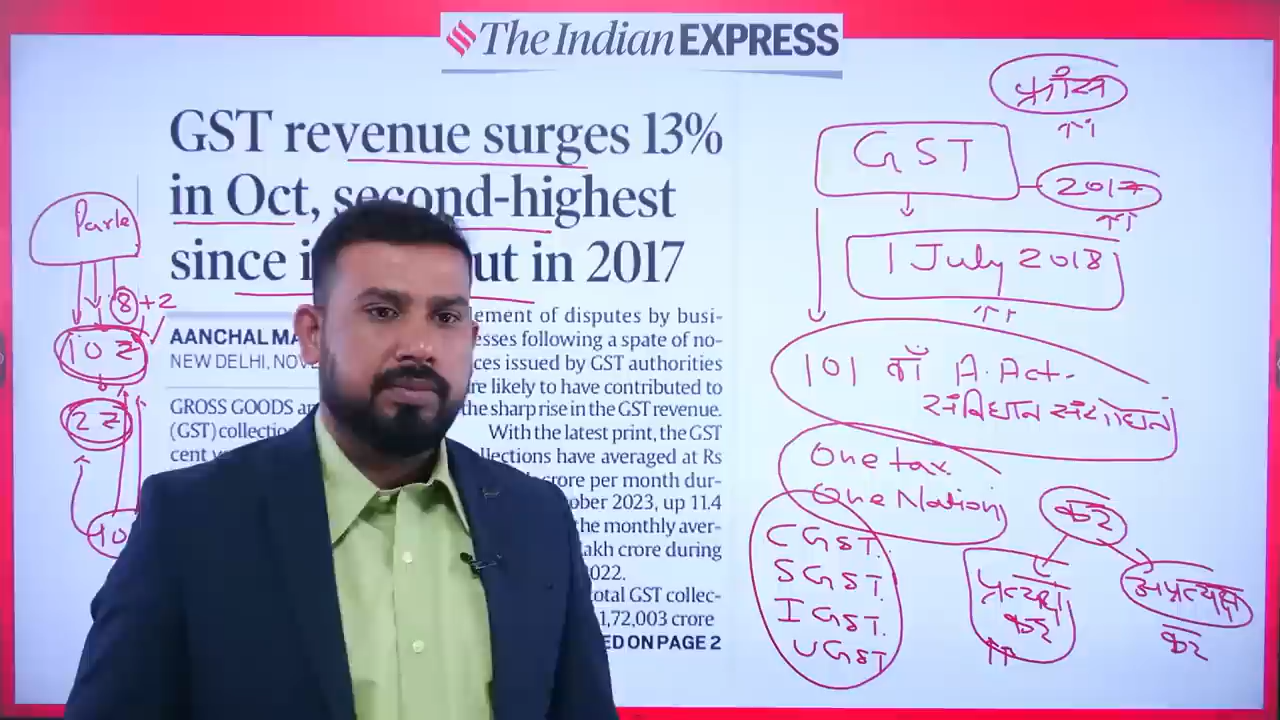 The Indian EXPRESS
GST revenue surges 13%
in Oct, second-highest
since i ut in 2017
AANCHAL MA
NEW DELHI, NOV
GROSS GOODS an
(GST) collectio
cent
ement of disputes by busi-
esses following a spate of no-
ces issued by GST authorities
re likely to have contributed to
the sharp rise in the GST revenue.
With the latest print, the GST
llections have averaged at Rs
crore per month dur-
ober 2023, up 11.4
the monthly aver-
akh crore during
022.
otal GST collec-
1,72,003 crore
ED ON PAGE 2
Parle
8 + 2
10 २
2 २
10
फ्रांस
GST
2017
1 July 2018
101 वाँ A. Act.
संविधान संशोधन
One tax
One Nation
CGST.
SGST.
IGST.
UGST
कर
प्रत्यक्ष
कर
अप्रत्यक्ष
कर